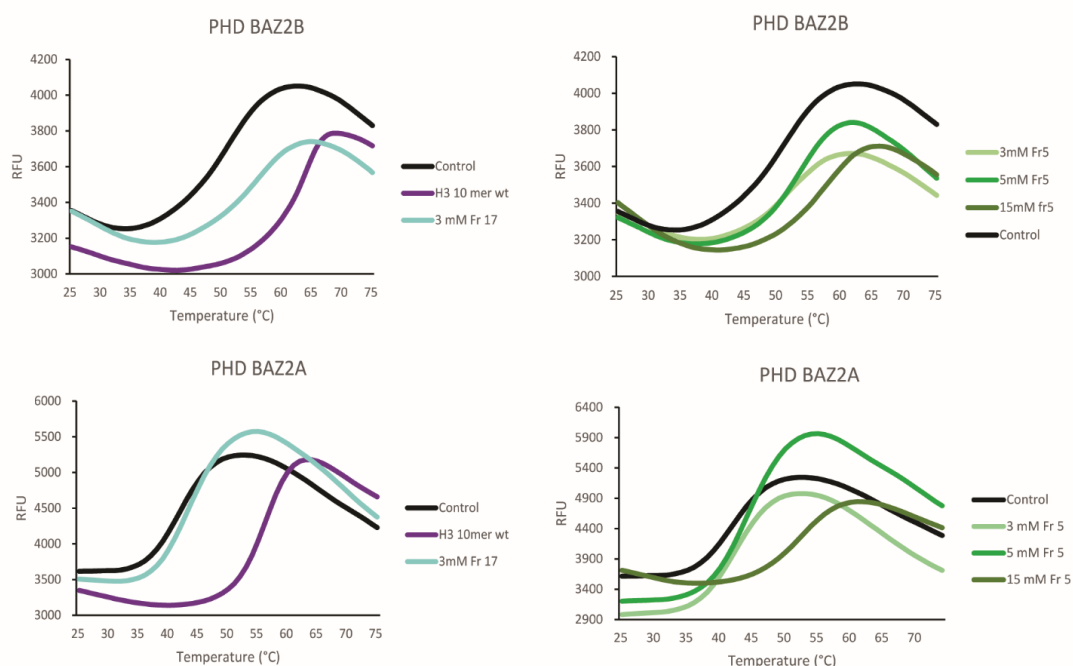 PHD BAZ2B
4200
4000
3800
3600
3400
3200
3000
RFU
25 30 35 40 45 50 55 60 65 70 75
Temperature (°C)
Control
H3 10 mer wt
3 mM Fr 17
PHD BAZ2B
4200
4000
3800
3600
3400
3200
3000
RFU
25 30 35 40 45 50 55 60 65 70 75
Temperature (°C)
3mM Fr5
5mM Fr5
15mM fr5
Control
PHD BAZ2A
6000
5500
5000
4500
4000
3500
3000
RFU
25 30 35 40 45 50 55 60 65 70 75
Temperature (°C)
Control
H3 10mer wt
3mM Fr 17
PHD BAZ2A
6400
5900
5400
4900
4400
3900
3400
2900
RFU
25 30 35 40 45 50 55 60 65 70
Temperature (°C)
Control
3 mM Fr 5
5 mM Fr 5
15 mM Fr 5